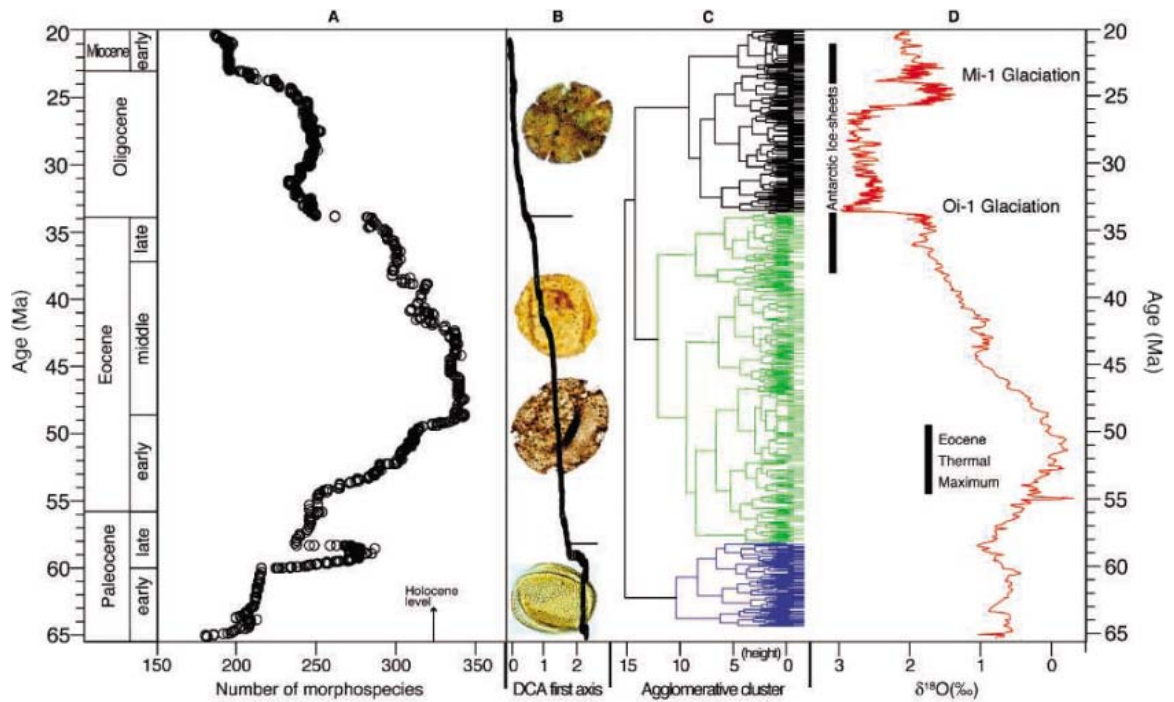 A B C D
20 20
Miocene early
Mi-1 Glaciation
25 25
Antarctic Ice-sheets
Oligocene
30 30
Oi-1 Glaciation
35 35
late
40 40
Age (Ma) Eocene middle Age (Ma)
45 45
50 50
early
Eocene
Thermal
Maximum
55 55
Paleocene late
60 60
early
Holocene
level
65 65
150 200 250 300 350 0 1 2 15 10 5 0 3 2 1 0
(height)
Number of morphospecies DCA first axis Agglomerative cluster δ¹⁸O(‰)